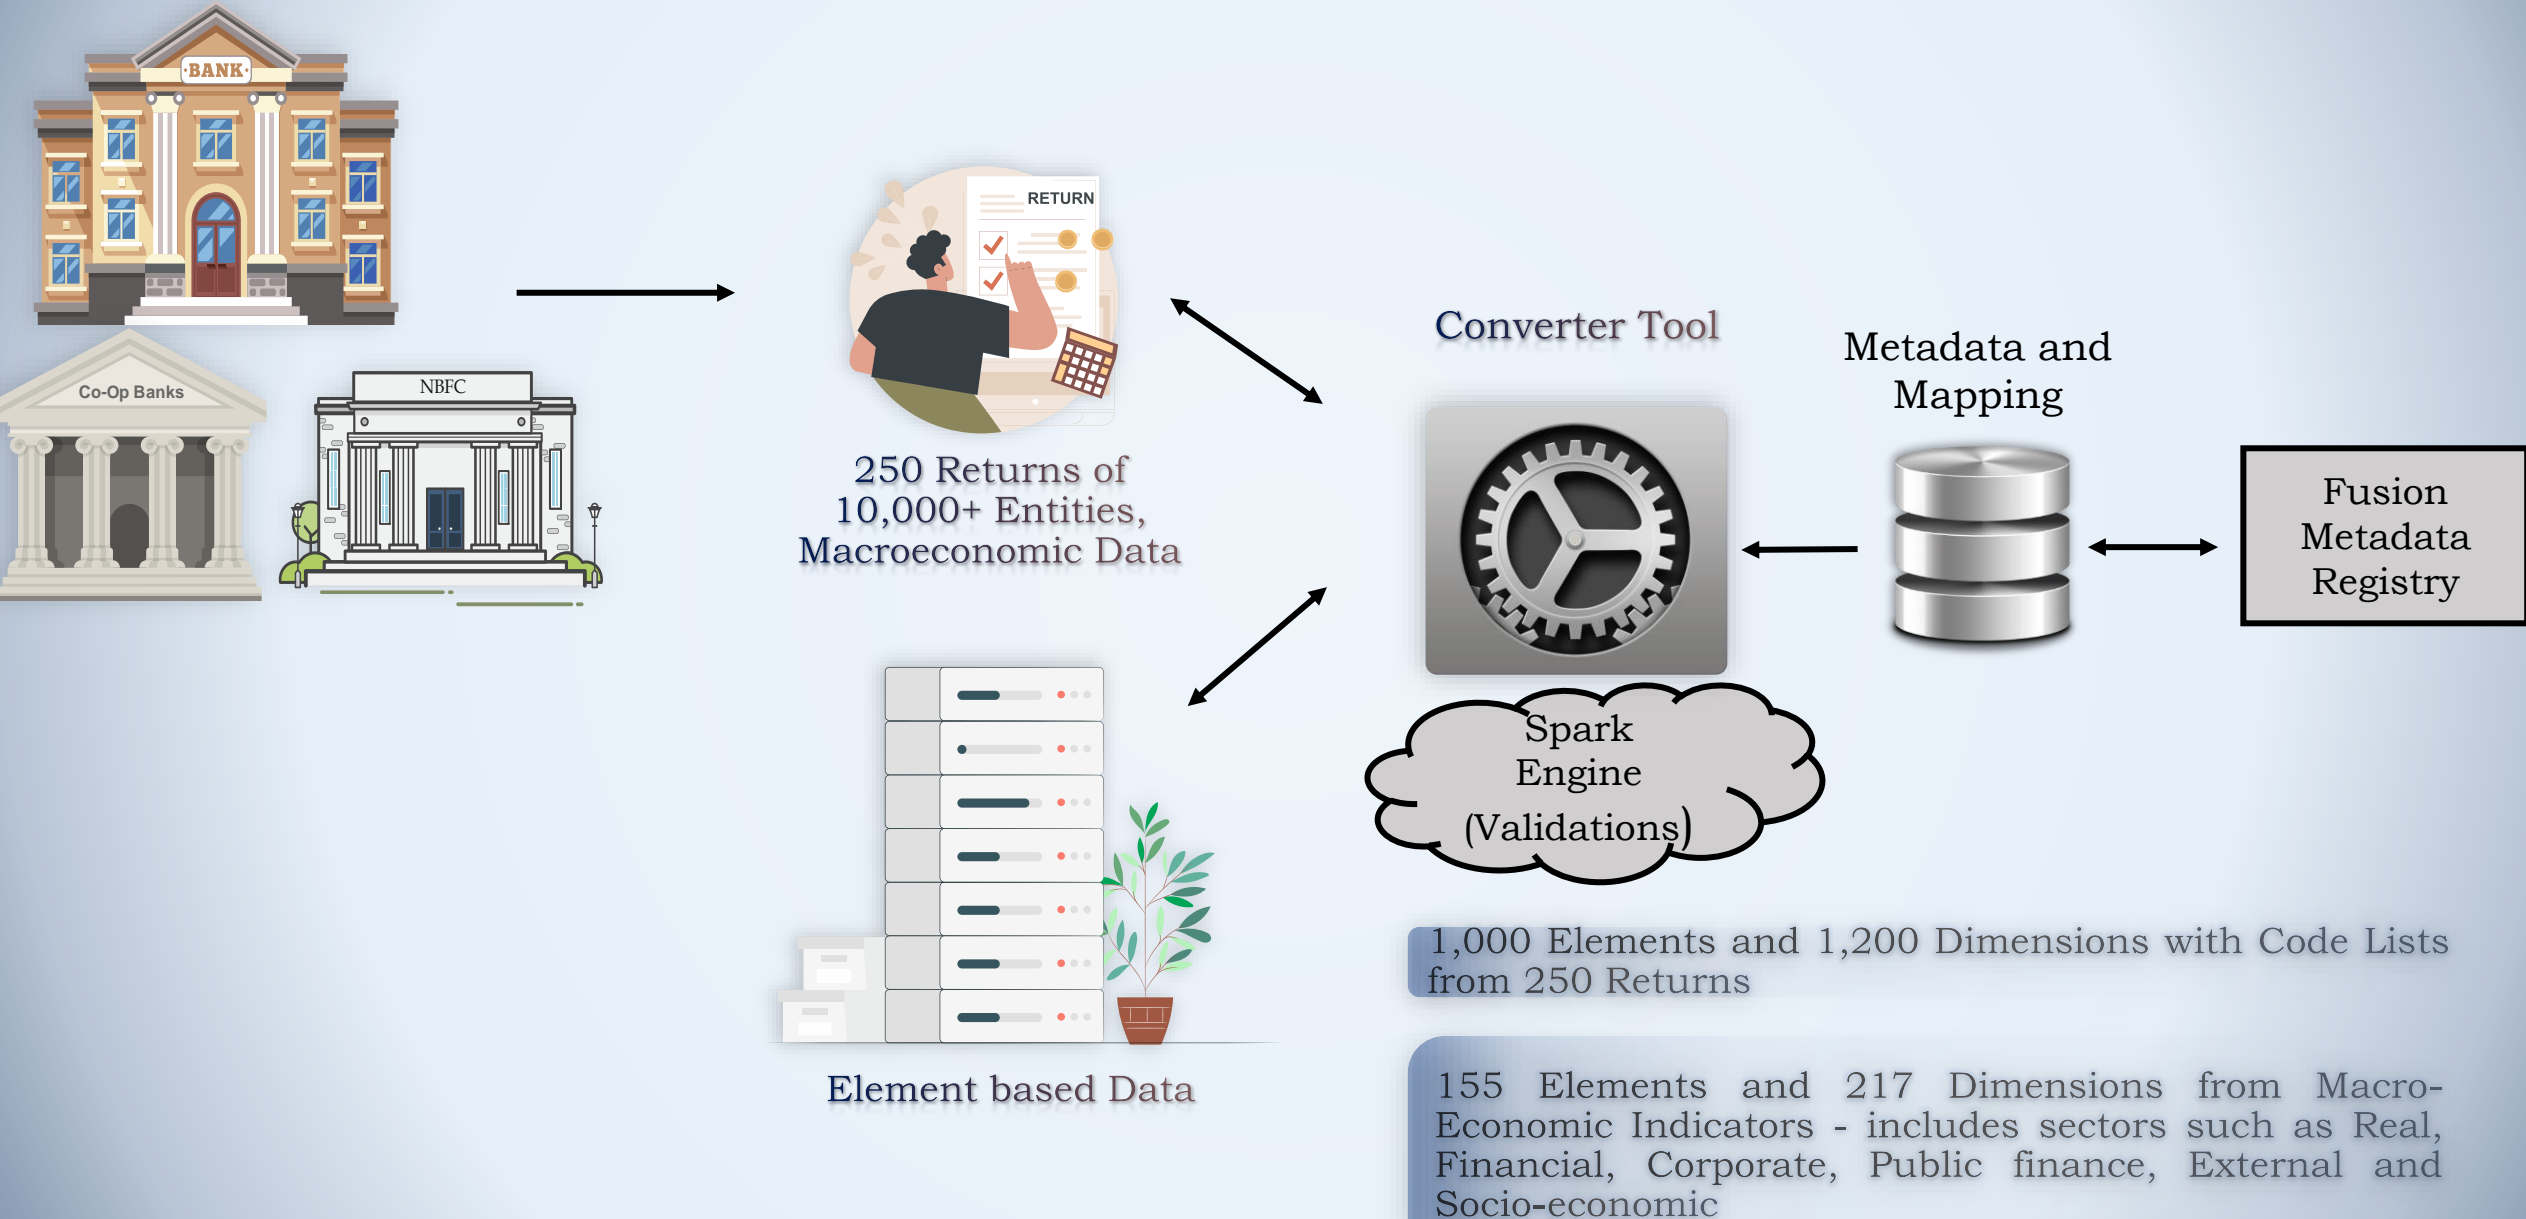 BANK
Co-Op Banks
NBFC
RETURN
250 Returns of
10,000+ Entities,
Macroeconomic Data
Element based Data
Converter Tool
Spark
Engine
(Validations)
Metadata and
Mapping
Fusion
Metadata
Registry
1,000 Elements and 1,200 Dimensions with Code Lists
from 250 Returns
155 Elements and 217 Dimensions from Macro-
Economic Indicators - includes sectors such as Real,
Financial, Corporate, Public finance, External and
Socio-economic